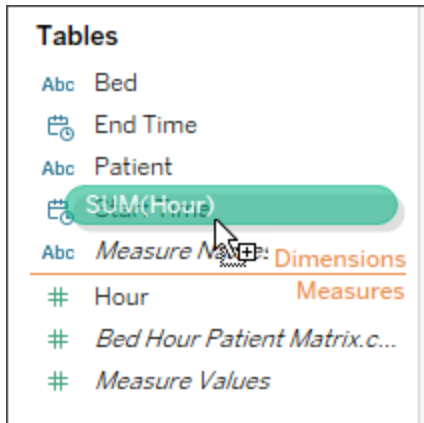 Tables
Abc Bed
End Time
Abc Patient
SUM(Hour)
Abc Measure
Dimensions
Hour
Measures
Bed Hour Patient Matrix.c...
Measure Values